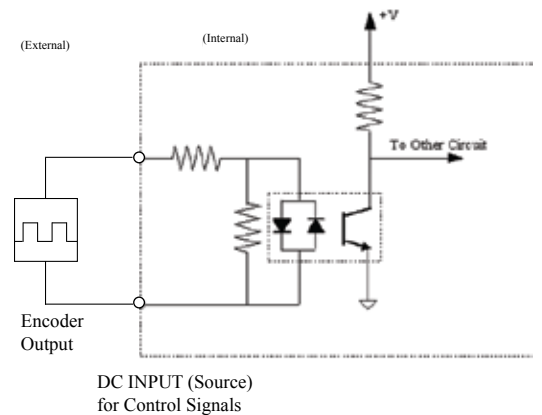 +V
(External)
(Internal)
To Other Circuit
Encoder
Output
DC INPUT (Source)
for Control Signals